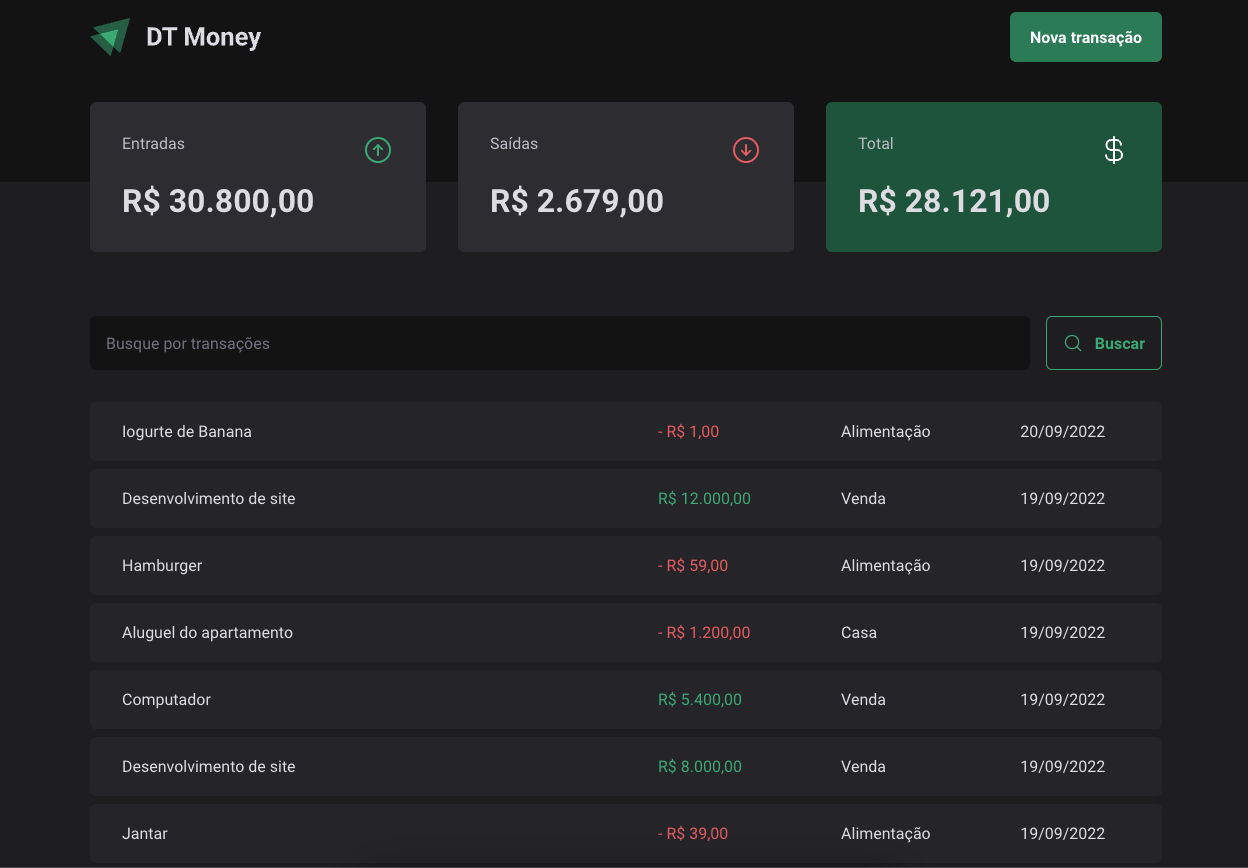 DT Money
Nova transação
Entradas
R$ 30.800,00
Saídas
R$ 2.679,00
Total
$
R$ 28.121,00
Busque por transações
Buscar
Iogurte de Banana - R$ 1,00 Alimentação 20/09/2022
Desenvolvimento de site R$ 12.000,00 Venda 19/09/2022
Hamburger - R$ 59,00 Alimentação 19/09/2022
Aluguel do apartamento - R$ 1.200,00 Casa 19/09/2022
Computador R$ 5.400,00 Venda 19/09/2022
Desenvolvimento de site R$ 8.000,00 Venda 19/09/2022
Jantar - R$ 39,00 Alimentação 19/09/2022